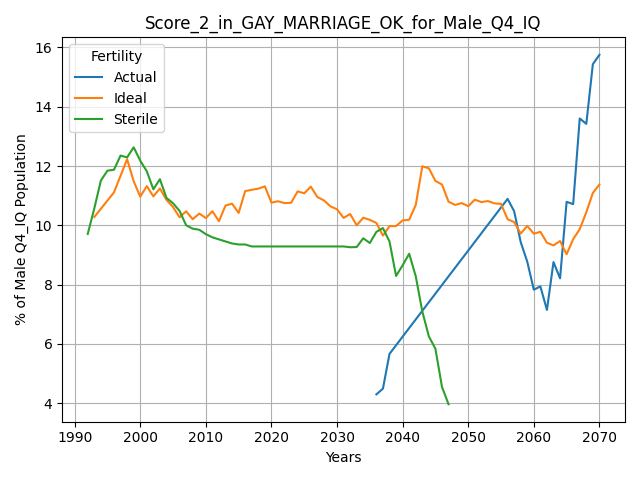 Score_2_in_GAY_MARRIAGE_OK_for_Male_Q4_IQ
Fertility
Actual
Ideal
Sterile
% of Male Q4_IQ Population
16
14
12
10
8
6
4
1990 2000 2010 2020 2030 2040 2050 2060 2070
Years